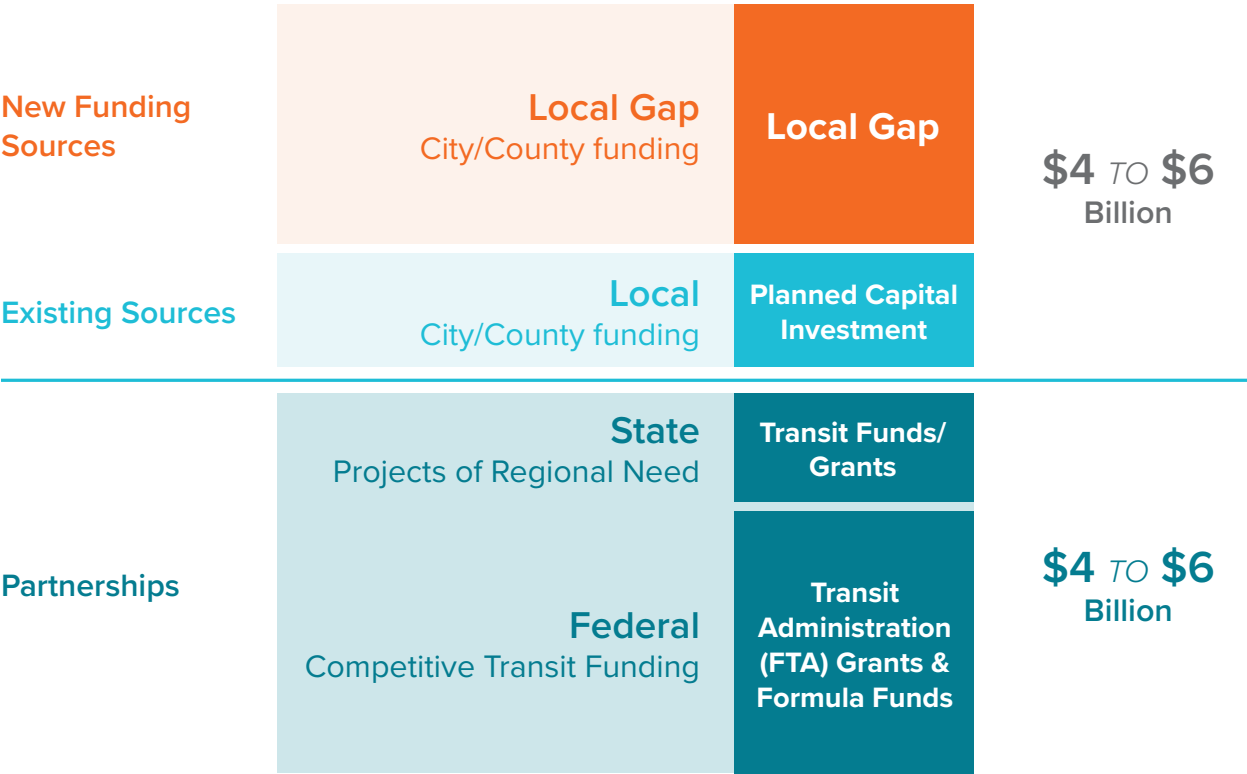 New Funding
Sources
Local Gap
City/County funding
Local Gap
$4 TO $6
Billion
Existing Sources
Local
City/County funding
Planned Capital
Investment
State
Projects of Regional Need
Transit Funds/
Grants
Partnerships
Federal
Competitive Transit Funding
Transit
Administration
(FTA) Grants &
Formula Funds
$4 TO $6
Billion